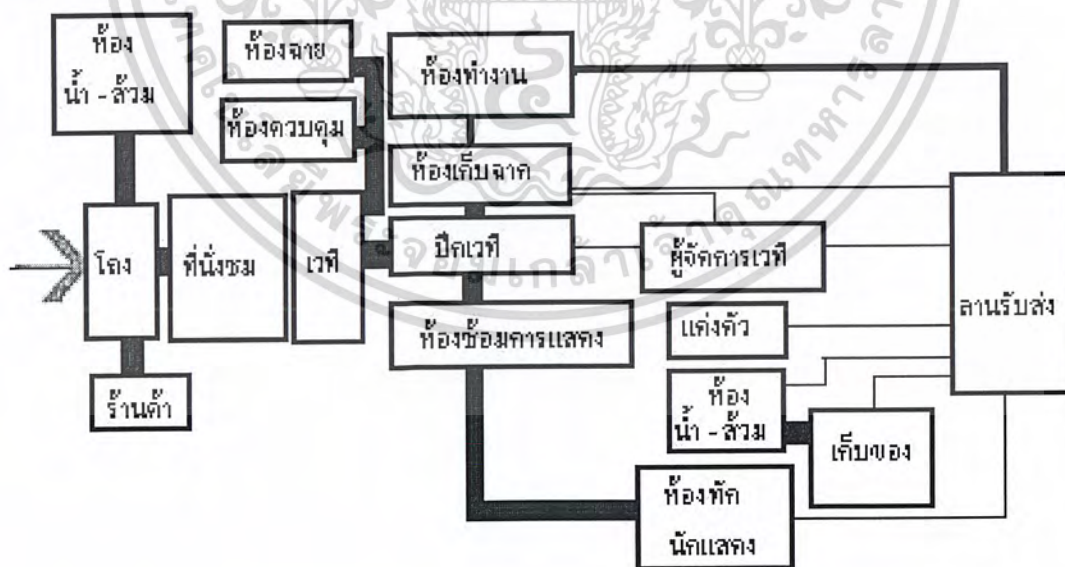 ห้อง
น้ำ - ส้วม
ห้องฉาย
ห้องควบคุม
ห้องทำงาน
ห้องเก็บฉาก
โถง
ที่นั่งชม
เวที
ปีกเวที
ผู้จัดการเวที
ลานรับส่ง
ห้องซ้อมการแสดง
แต่งตัว
ร้านค้า
ห้อง
น้ำ - ส้วม
เก็บของ
ห้องพัก
นักแสดง